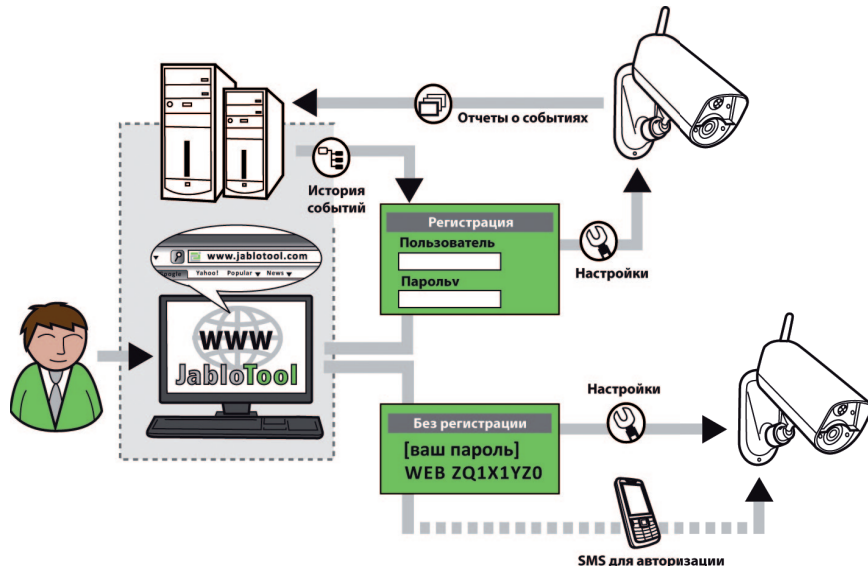 Отчеты о событиях
История
событий
Регистрация
Пользователь
Парольv
Настройки
www.jablotool.com
oogle Yahoo! Popular News
WWW
JabloTool
Настройки
Без регистрации
[ваш пароль]
WEB ZQ1X1YZ0
SMS для авторизации